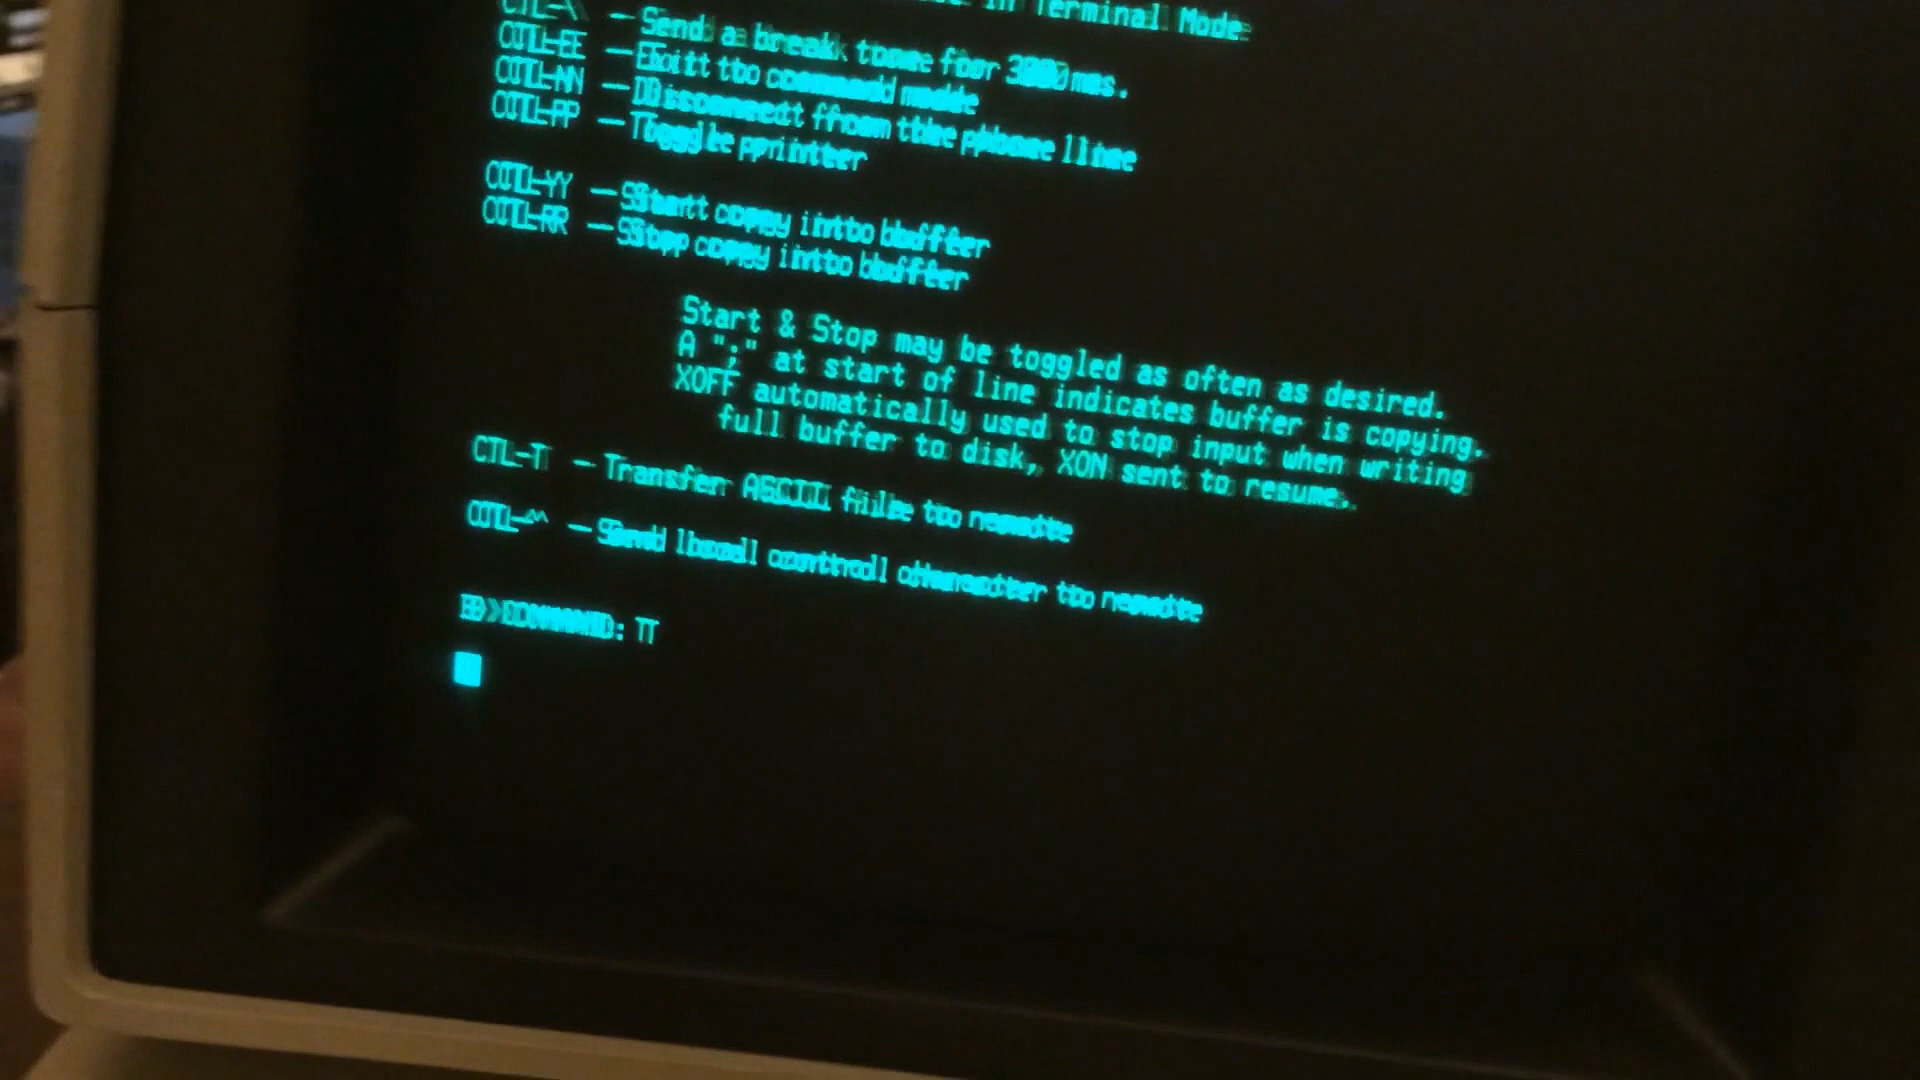 in Terminal Mode
CTL-\ - Send a break tone for 300 ms.
CTL-E - Exit to command mode
CTL-N - Disconnect from the phone line
CTL-P - Toggle printer
CTL-Y - Start copy into buffer
CTL-R - Stop copy into buffer
Start & Stop may be toggled as often as desired.
A ";" at start of line indicates buffer is copying.
XOFF automatically used to stop input when writing
full buffer to disk, XON sent to resume.
CTL-T - Transfer ASCII file to remote
CTL-^ - Send local control character to remote
B>>COMMAND: T